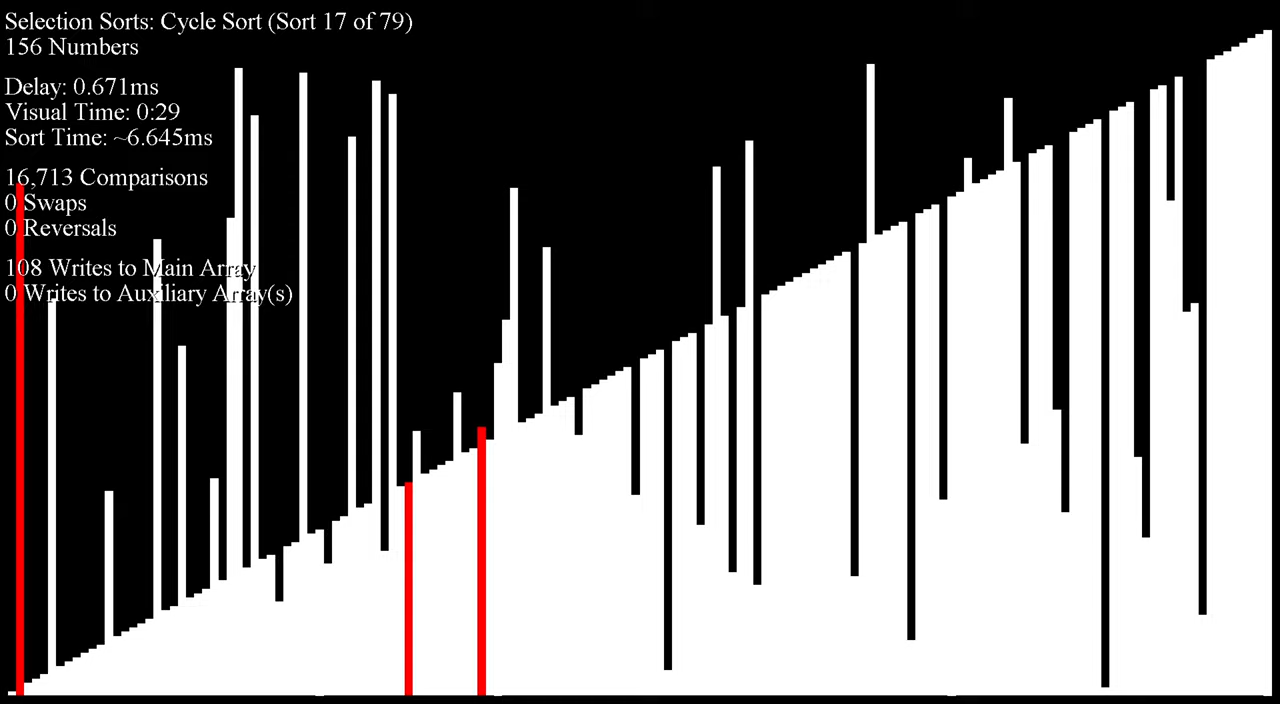 Selection Sorts: Cycle Sort (Sort 17 of 79)
156 Numbers
Delay: 0.671ms
Visual Time: 0:29
Sort Time: ~6.645ms
16,713 Comparisons
0 Swaps
0 Reversals
108 Writes to Main Array
0 Writes to Auxiliary Array(s)